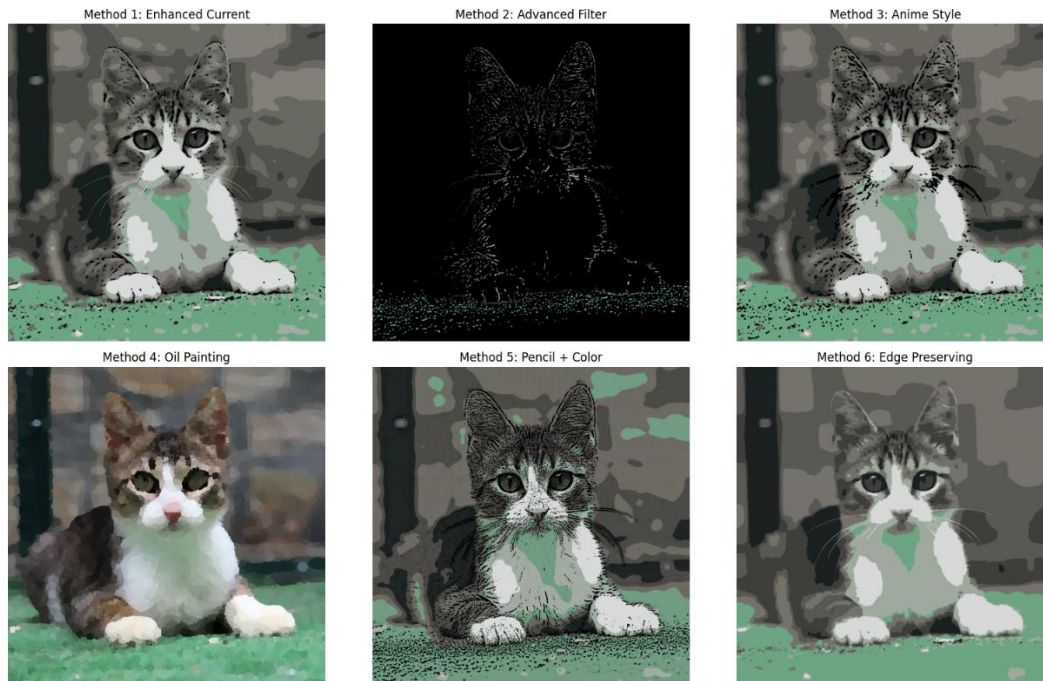 Method 1: Enhanced Current
Method 2: Advanced Filter
Method 3: Anime Style
Method 4: Oil Painting
Method 5: Pencil + Color
Method 6: Edge Preserving